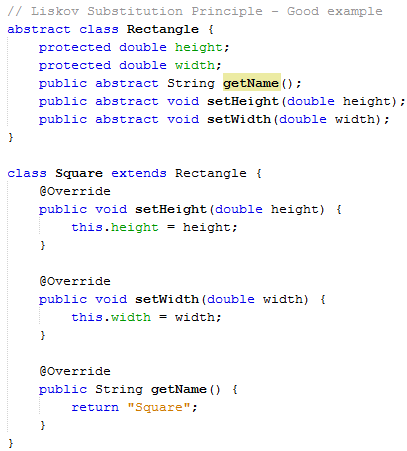 // Liskov Substitution Principle - Good example
abstract class Rectangle {
    protected double height;
    protected double width;
    public abstract String getName();
    public abstract void setHeight(double height);
    public abstract void setWidth(double width);
}

class Square extends Rectangle {
    @Override
    public void setHeight(double height) {
        this.height = height;
    }

    @Override
    public void setWidth(double width) {
        this.width = width;
    }

    @Override
    public String getName() {
        return "Square";
    }
}